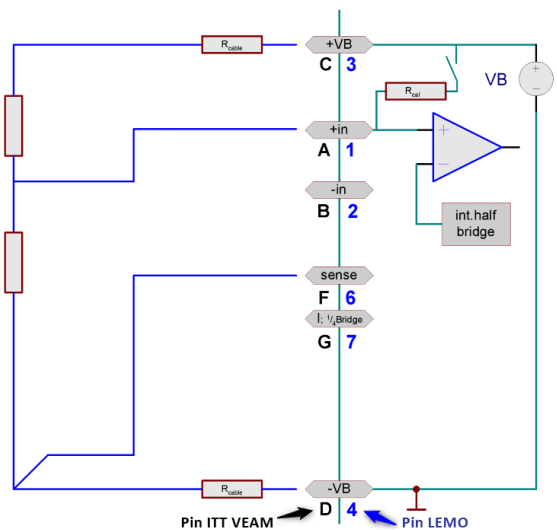 Rcable
+VB
C 3
VB
+
−
Rcal
+in
A 1
+
−
-in
B 2
int.half
bridge
sense
F 6
I; 1/4Bridge
G 7
Rcable
-VB
D 4
Pin ITT VEAM
Pin LEMO